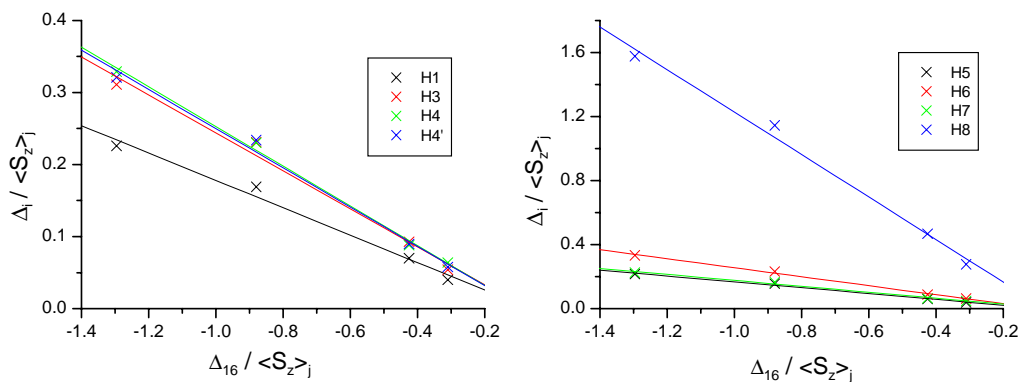 0.4
0.3
0.2
0.1
0.0
Δi / <Sz>j
-1.4 -1.2 -1.0 -0.8 -0.6 -0.4 -0.2
Δ16 / <Sz>j
H1
H3
H4
H4'
1.6
1.2
0.8
0.4
0.0
Δi / <Sz>j
-1.4 -1.2 -1.0 -0.8 -0.6 -0.4 -0.2
Δ16 / <Sz>j
H5
H6
H7
H8